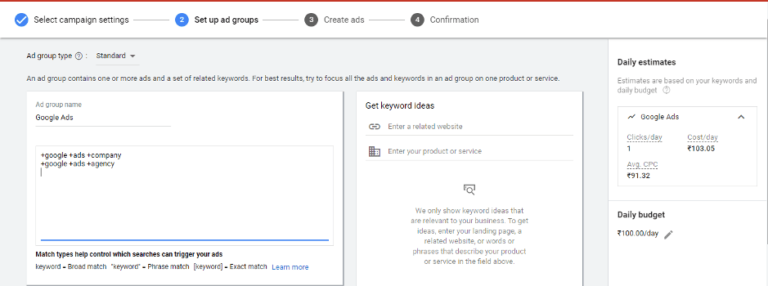 Select campaign settings
2 Set up ad groups
3 Create ads
4 Confirmation
Ad group type ? : Standard
An ad group contains one or more ads and a set of related keywords. For best results, try to focus all the ads and keywords in an ad group on one product or service.
Ad group name
Google Ads
+google +ads +company
+google +ads +agency
Match types help control which searches can trigger your ads
keyword = Broad match "keyword" = Phrase match [keyword] = Exact match Learn more
Get keyword ideas
Enter a related website
Enter your product or service
We only show keyword ideas that
are relevant to your business. To get
ideas, enter your landing page, a
related website, or words or
phrases that describe your product
or service in the field above.
Daily estimates
Estimates are based on your keywords and
daily budget ?
Google Ads
Clicks/day Cost/day
1 ₹103.05
Avg. CPC
₹91.32
Daily budget
₹100.00/day